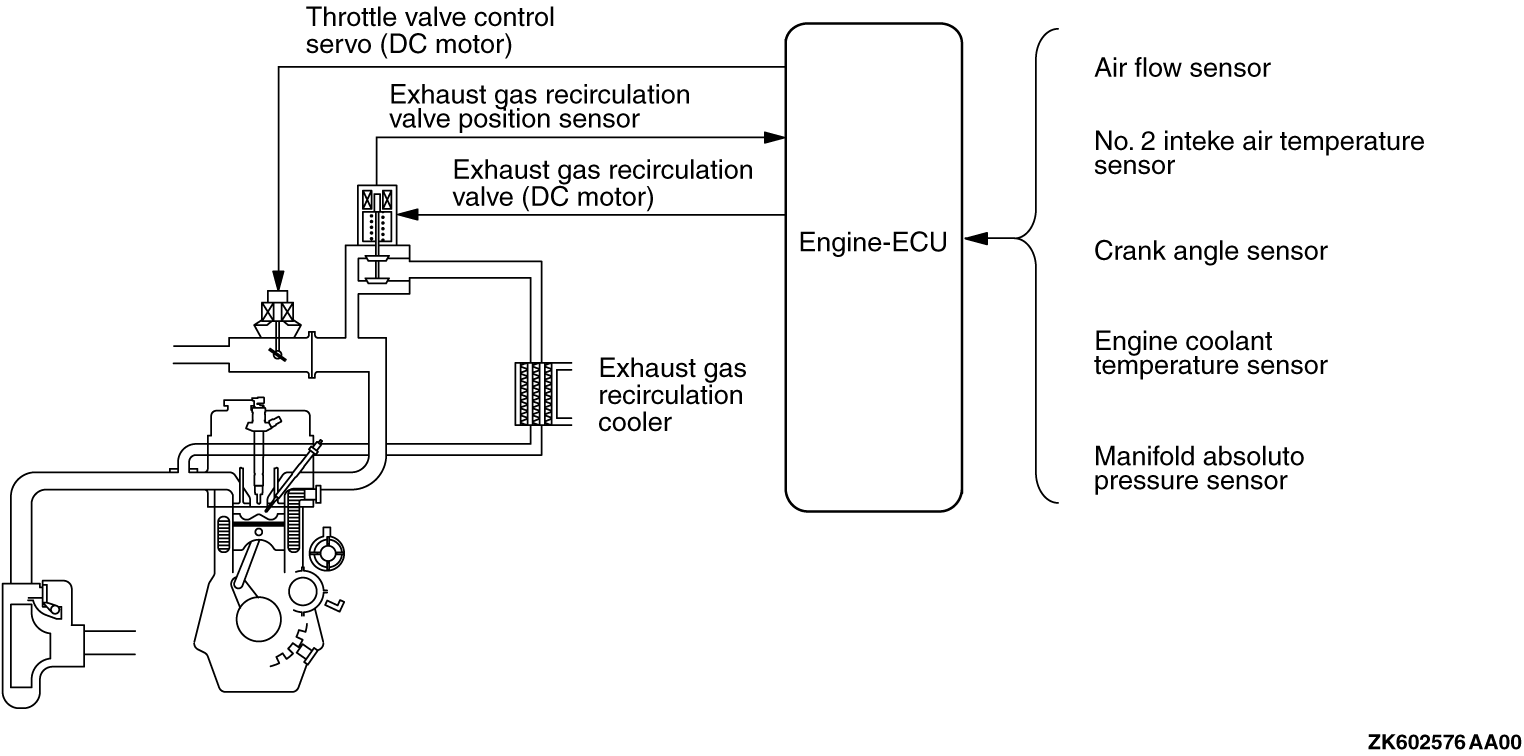 Throttle valve control
servo (DC motor)
Exhaust gas recirculation
valve position sensor
Exhaust gas recirculation
valve (DC motor)
Engine-ECU
Exhaust gas
recirculation
cooler
Air flow sensor
No. 2 inteke air temperature
sensor
Crank angle sensor
Engine coolant
temperature sensor
Manifold absoluto
pressure sensor
ZK602576AA00